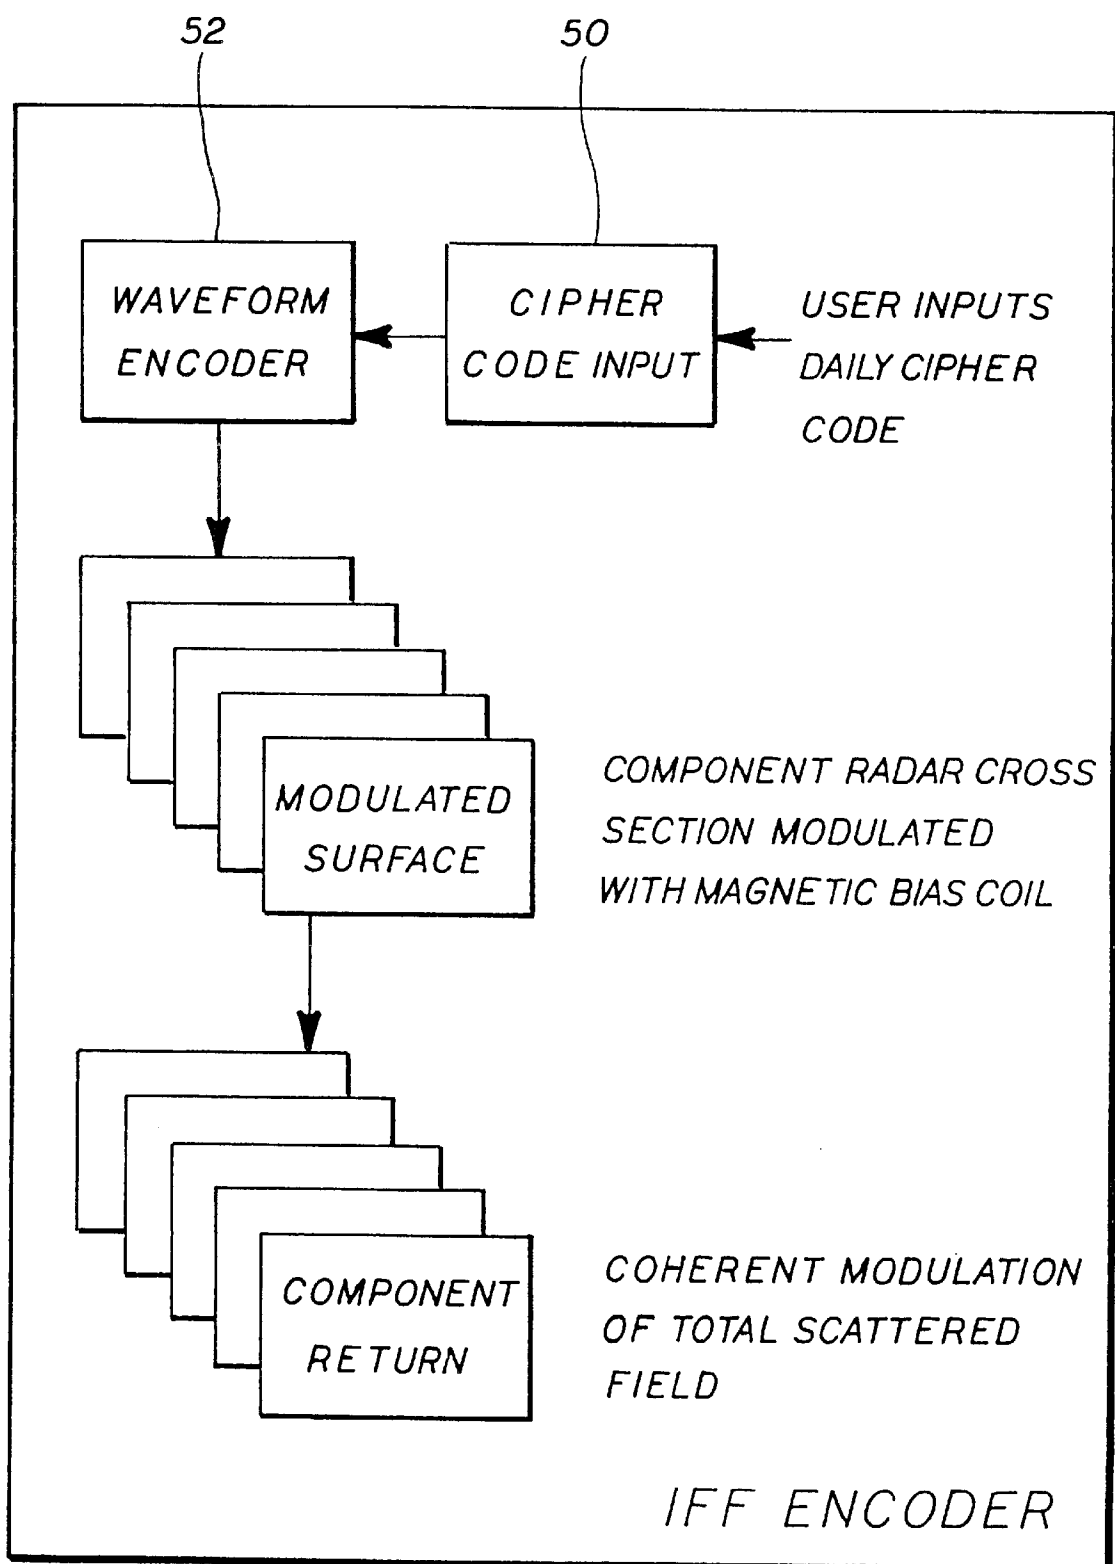 52
50
WAVEFORM
ENCODER
CIPHER
CODE INPUT
USER INPUTS
DAILY CIPHER
CODE
MODULATED
SURFACE
COMPONENT RADAR CROSS
SECTION MODULATED
WITH MAGNETIC BIAS COIL
COMPONENT
RETURN
COHERENT MODULATION
OF TOTAL SCATTERED
FIELD
IFF ENCODER